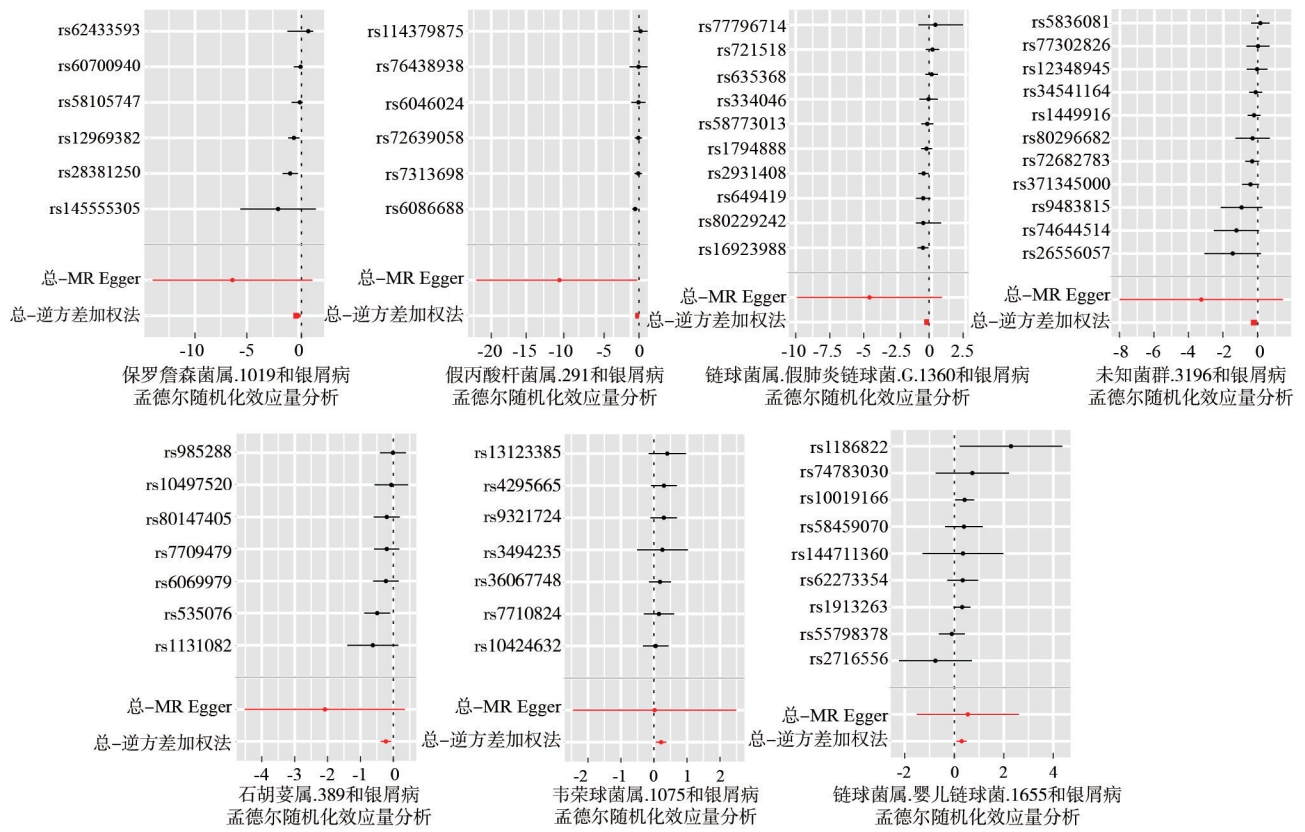 rs62433593
rs60700940
rs58105747
rs12969382
rs28381250
rs145555305
总-MR Egger
总-逆方差加权法
-10 -5 0
保罗詹森菌属.1019和银屑病
孟德尔随机化效应量分析
rs114379875
rs76438938
rs6046024
rs72639058
rs7313698
rs6086688
总-MR Egger
总-逆方差加权法
-20 -15 -10 -5 0
假丙酸杆菌属.291和银屑病
孟德尔随机化效应量分析
rs77796714
rs721518
rs635368
rs334046
rs58773013
rs1794888
rs2931408
rs649419
rs80229242
rs16923988
总-MR Egger
总-逆方差加权法
-10 -7.5 -5 -2.5 0 2.5
链球菌属.假肺炎链球菌.G.1360和银屑病
孟德尔随机化效应量分析
rs5836081
rs77302826
rs12348945
rs34541164
rs1449916
rs80296682
rs72682783
rs371345000
rs9483815
rs74644514
rs26556057
总-MR Egger
总-逆方差加权法
-8 -6 -4 -2 0
未知菌群.3196和银屑病
孟德尔随机化效应量分析
rs985288
rs10497520
rs80147405
rs7709479
rs6069979
rs535076
rs1131082
总-MR Egger
总-逆方差加权法
-4 -3 -2 -1 0
石胡荽属.389和银屑病
孟德尔随机化效应量分析
rs13123385
rs4295665
rs9321724
rs3494235
rs36067748
rs7710824
rs10424632
总-MR Egger
总-逆方差加权法
-2 -1 0 1 2
韦荣球菌属.1075和银屑病
孟德尔随机化效应量分析
rs1186822
rs74783030
rs10019166
rs58459070
rs144711360
rs62273354
rs1913263
rs55798378
rs2716556
总-MR Egger
总-逆方差加权法
-2 0 2 4
链球菌属.婴儿链球菌.1655和银屑病
孟德尔随机化效应量分析